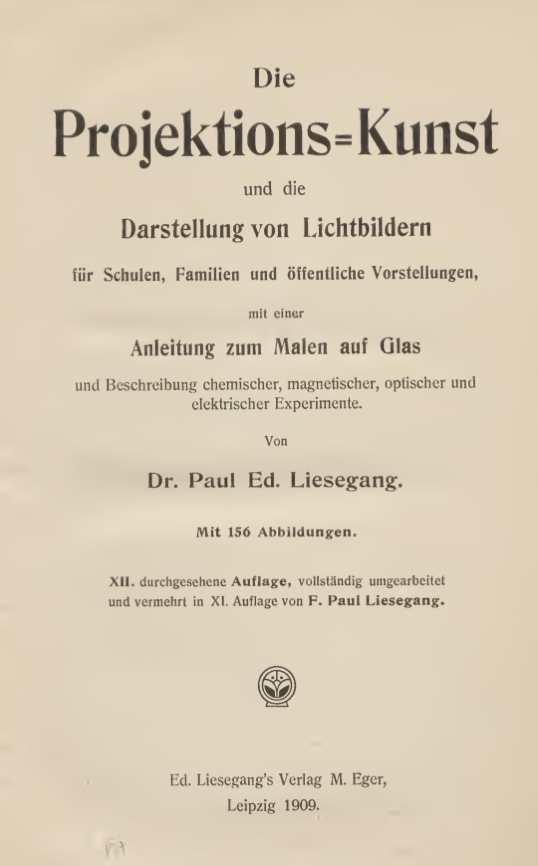 Die
Projektions=Kunst
und die
Darstellung von Lichtbildern
für Schulen, Familien und öffentliche Vorstellungen,
mit einer
Anleitung zum Malen auf Glas
und Beschreibung chemischer, magnetischer, optischer und
elektrischer Experimente.
Von
Dr. Paul Ed. Liesegang.
Mit 156 Abbildungen.
XII. durchgesehene Auflage, vollständig umgearbeitet
und vermehrt in XI. Auflage von F. Paul Liesegang.
Ed. Liesegang's Verlag M. Eger,
Leipzig 1909.